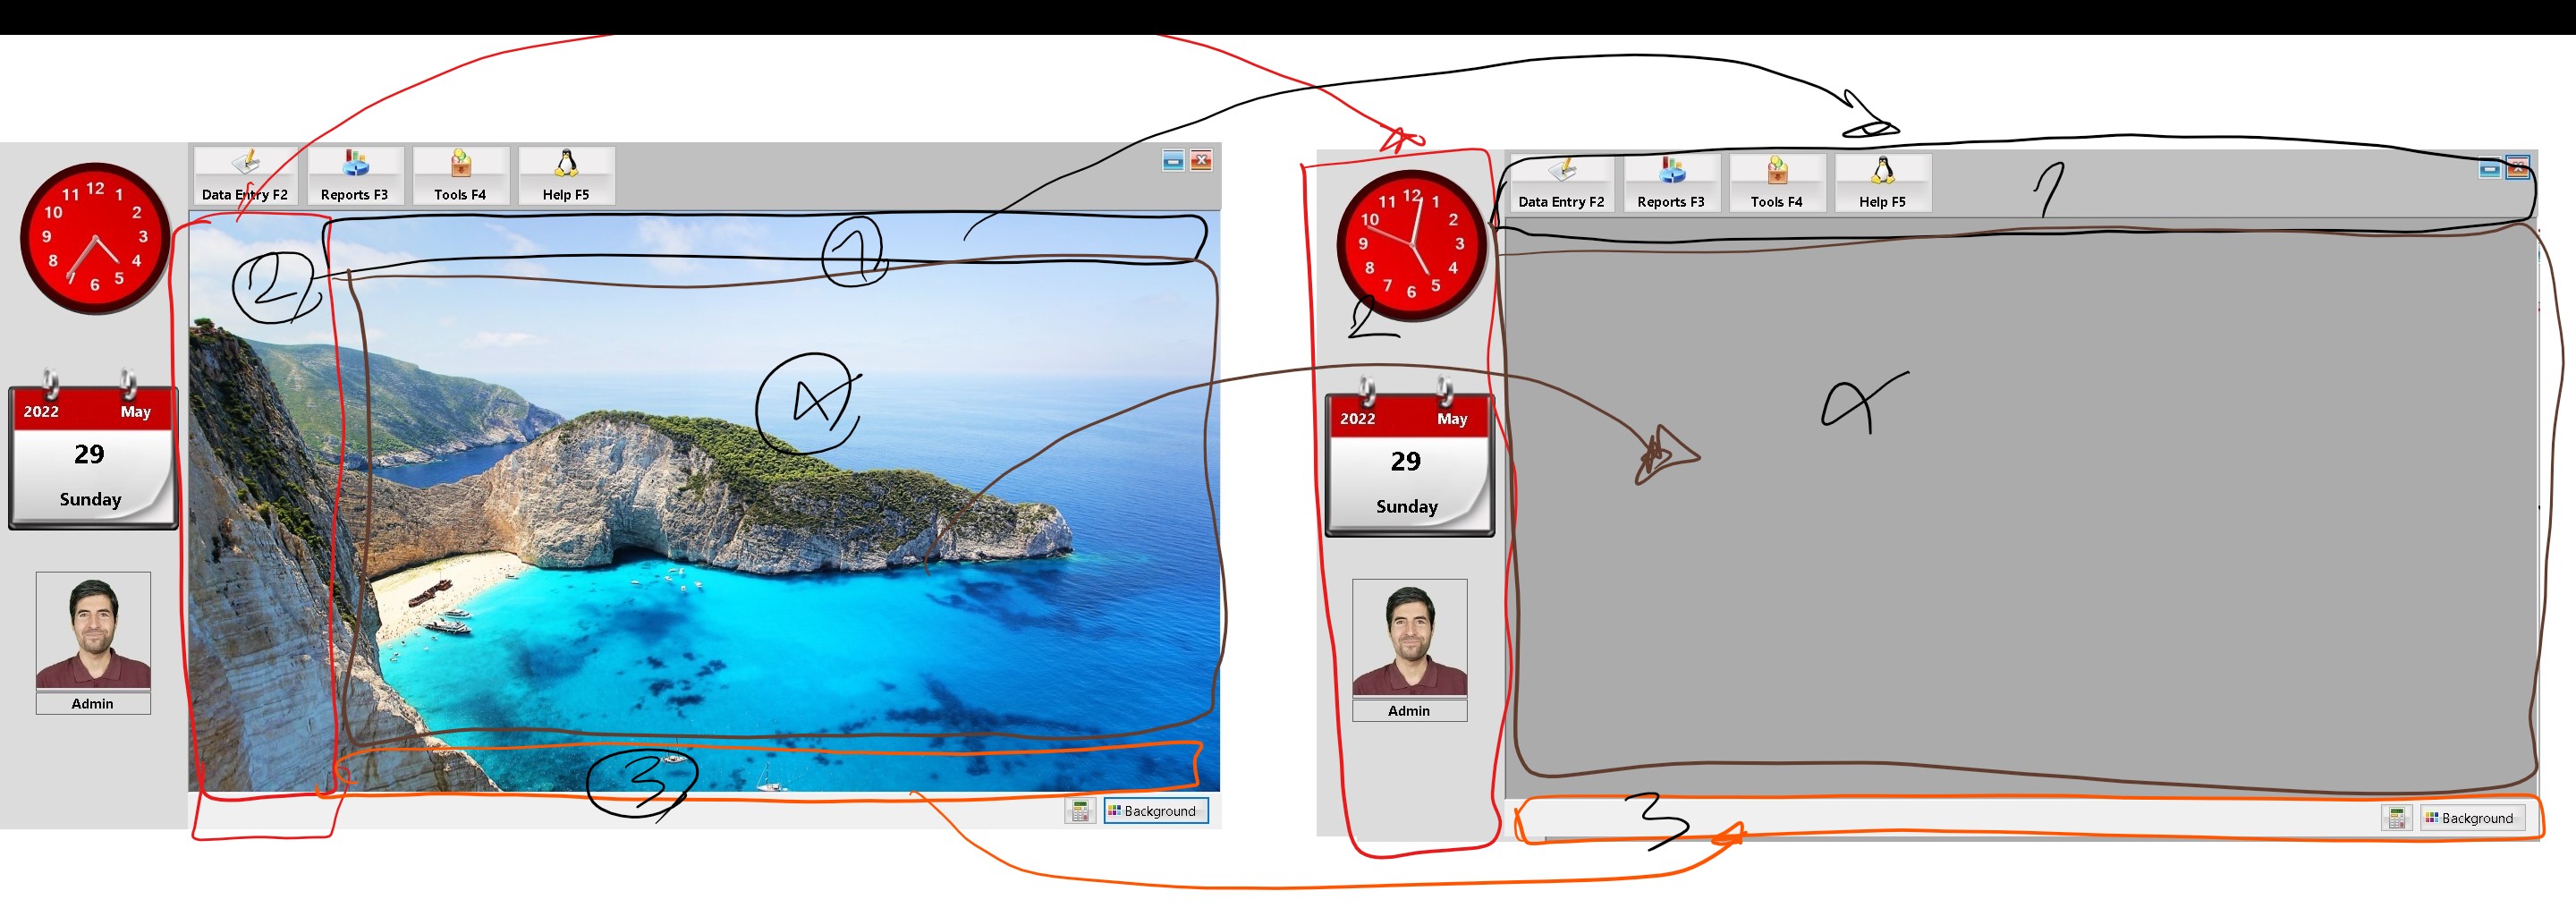 Data Entry F2
Reports F3
Tools F4
Help F5
12
1
2
3
4
5
6
7
8
9
10
11
2022
May
29
Sunday
Admin
1
2
4
3
Background
Data Entry F2
Reports F3
Tools F4
Help F5
1
12
1
2
3
4
5
6
7
8
9
10
11
2
2022
May
29
Sunday
Admin
4
3
Background